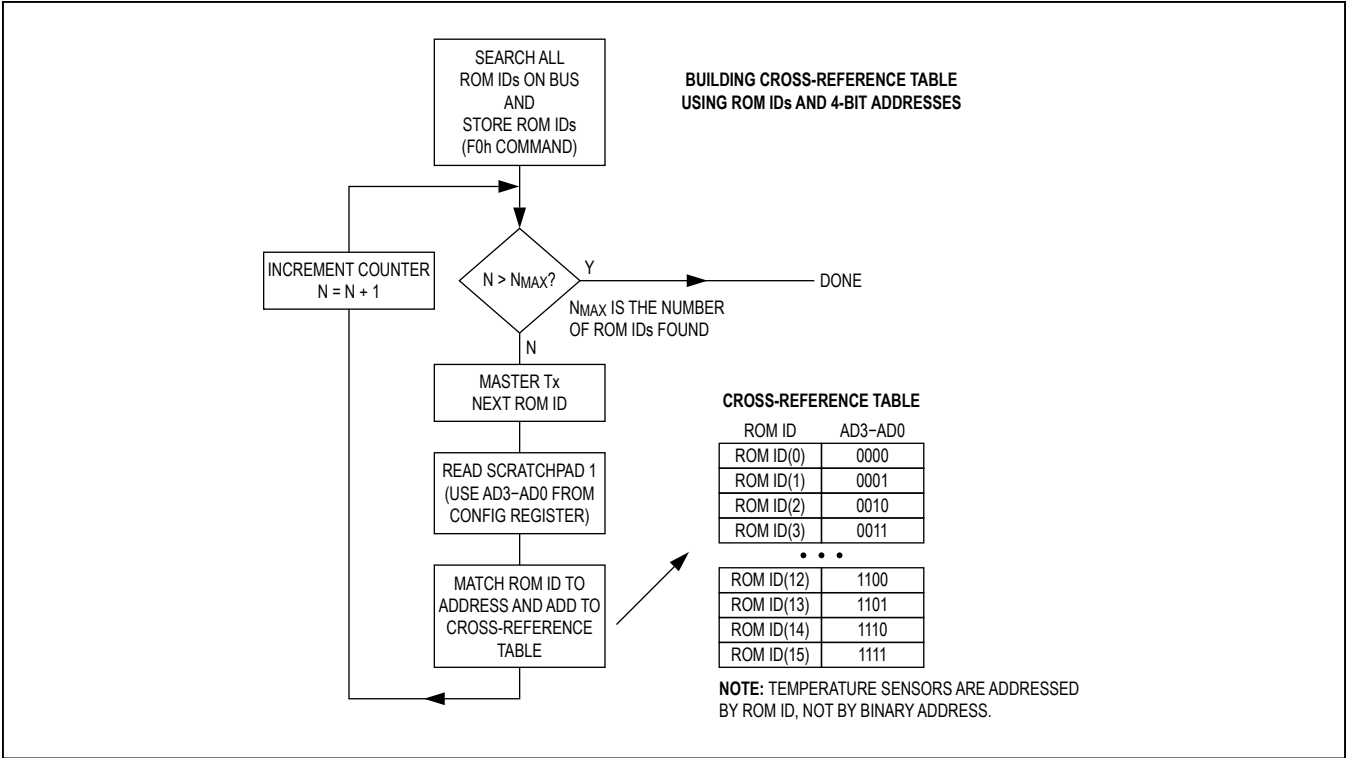 SEARCH ALL
ROM IDs ON BUS
AND
STORE ROM IDs
(F0h COMMAND)
BUILDING CROSS-REFERENCE TABLE
USING ROM IDs AND 4-BIT ADDRESSES
INCREMENT COUNTER
N = N + 1
N > NMAX?
Y
DONE
NMAX IS THE NUMBER
OF ROM IDs FOUND
N
MASTER Tx
NEXT ROM ID
READ SCRATCHPAD 1
(USE AD3–AD0 FROM
CONFIG REGISTER)
MATCH ROM ID TO
ADDRESS AND ADD TO
CROSS-REFERENCE
TABLE
CROSS-REFERENCE TABLE
ROM ID AD3–AD0
ROM ID(0) 0000
ROM ID(1) 0001
ROM ID(2) 0010
ROM ID(3) 0011
• • •
ROM ID(12) 1100
ROM ID(13) 1101
ROM ID(14) 1110
ROM ID(15) 1111
NOTE: TEMPERATURE SENSORS ARE ADDRESSED
BY ROM ID, NOT BY BINARY ADDRESS.